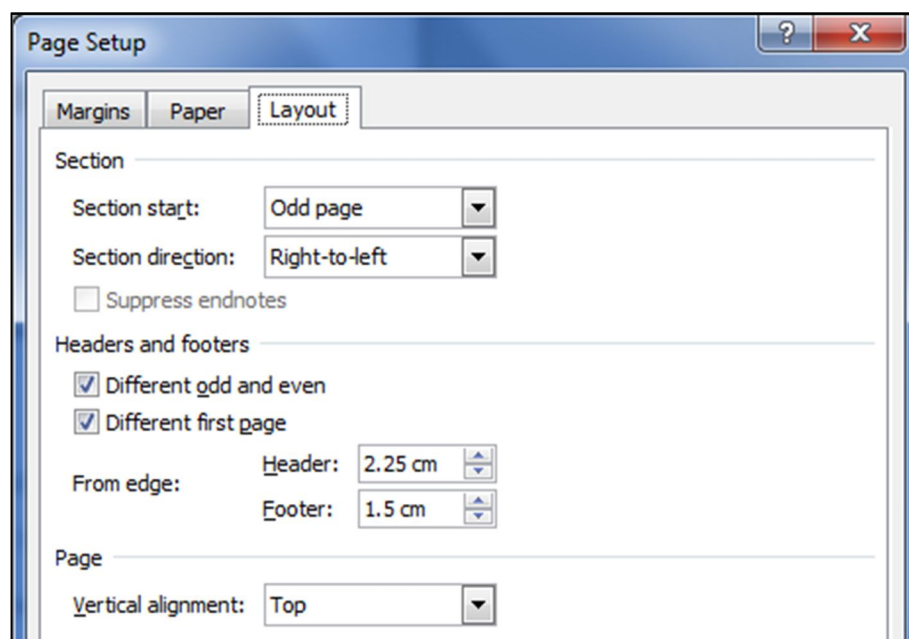 Page Setup
Margins Paper Layout
Section
Section start: Odd page
Section direction: Right-to-left
Suppress endnotes
Headers and footers
Different odd and even
Different first page
From edge:
Header: 2.25 cm
Footer: 1.5 cm
Page
Vertical alignment: Top